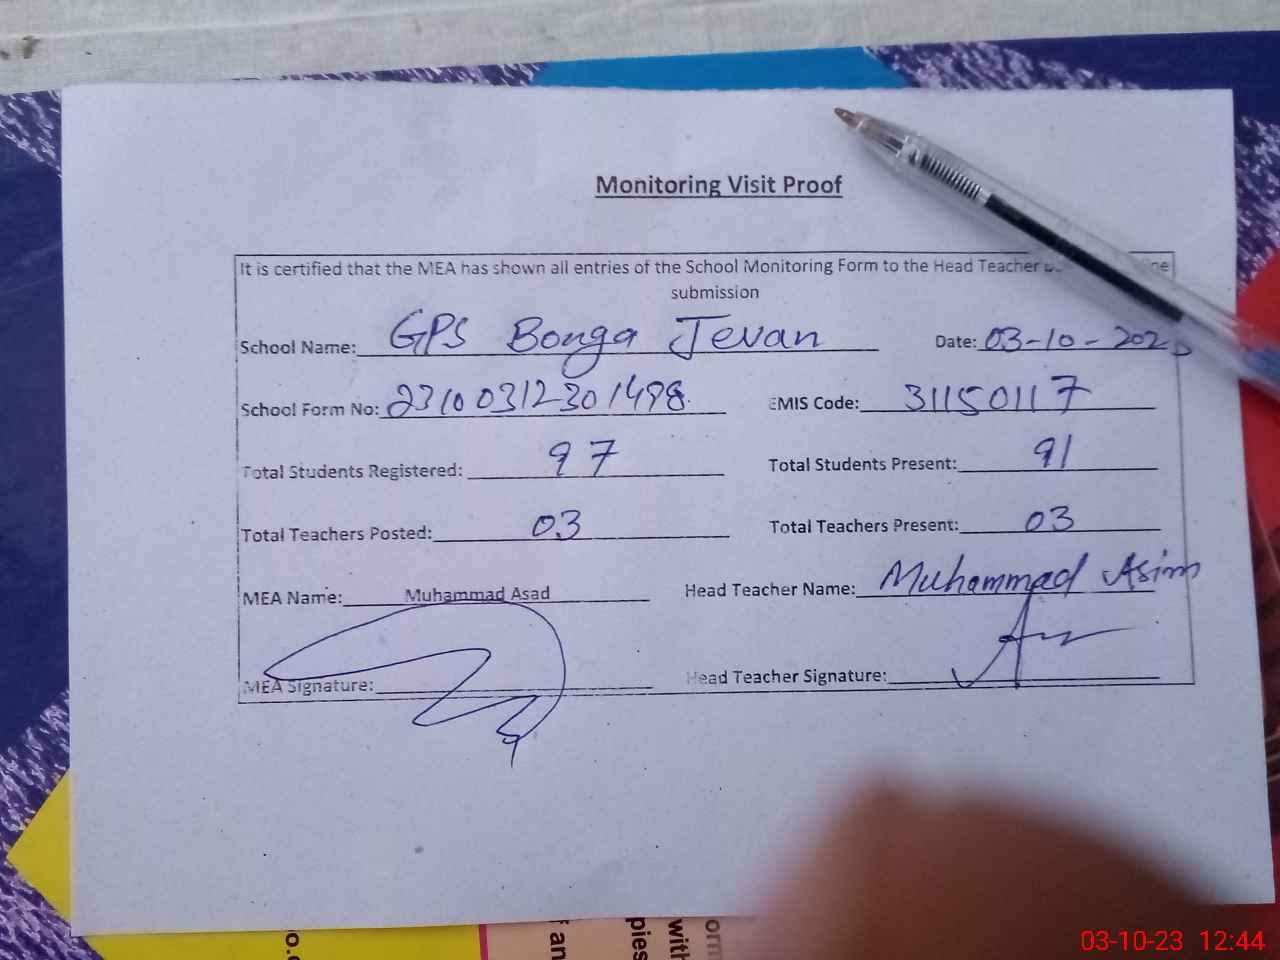 Monitoring Visit Proof
It is certified that the MEA has shown all entries of the School Monitoring Form to the Head Teacher
submission
School Name: GPS Bonga Jevan Date: 03-10-202
School Form No: 23100312301498 EMIS Code: 31150117
Total Students Registered: 97 Total Students Present: 91
Total Teachers Posted: 03 Total Teachers Present: 03
MEA Name: Muhammad Asad Head Teacher Name: Muhammad Asim
MEA Signature: Head Teacher Signature:
03-10-23 12:44